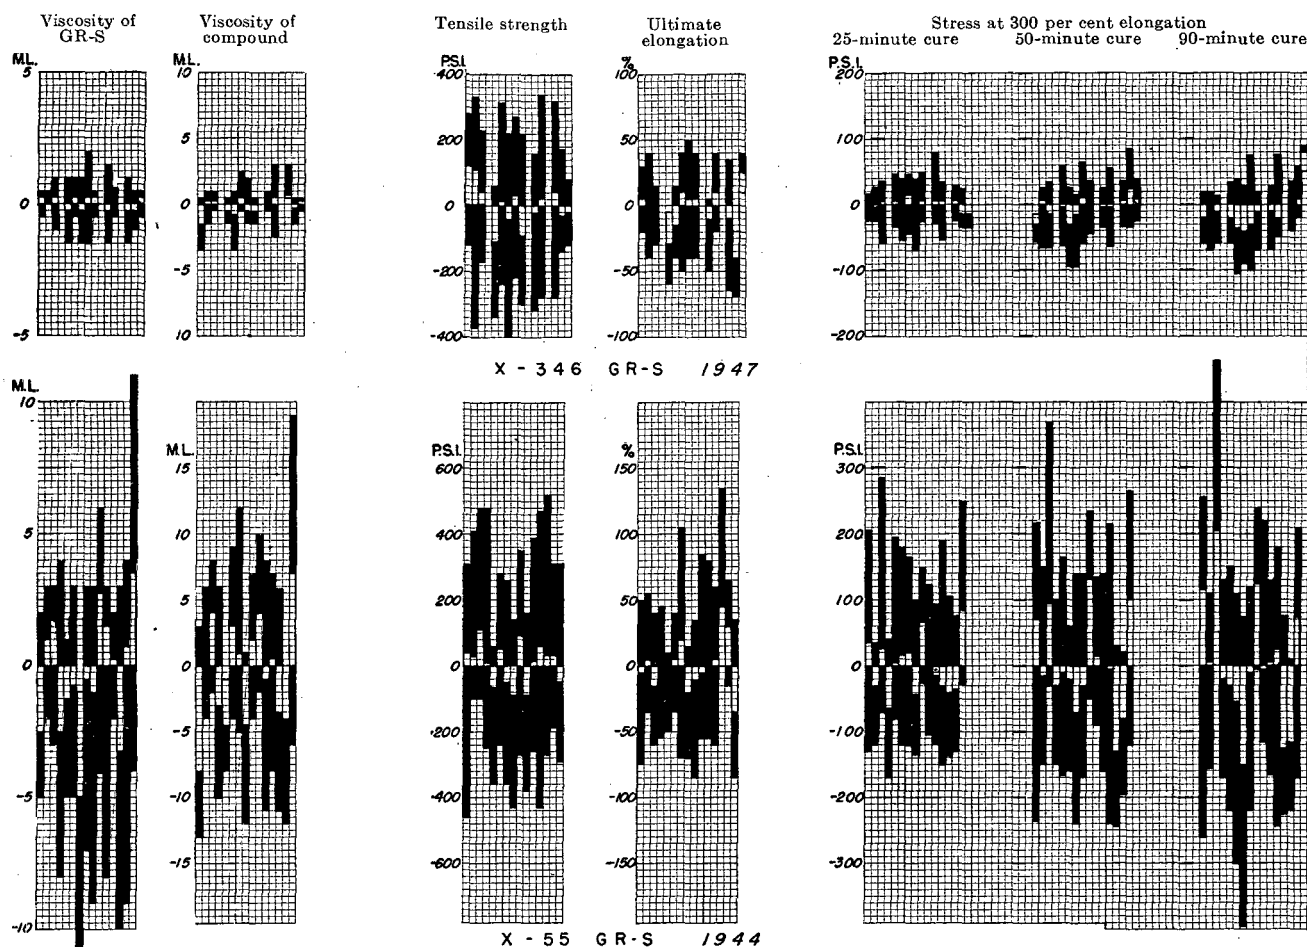 Viscosity of
GR-S
Viscosity of
compound
Tensile strength
Ultimate
elongation
Stress at 300 per cent elongation
25-minute cure
50-minute cure
90-minute cure
M.L.
5
0
-5
M.L.
10
5
0
-5
10
P.S.I.
400
200
0
-200
-400
%
100
50
0
-50
-100
P.S.I.
200
100
0
-100
-200
X - 346 GR-S 1947
M.L.
10
5
0
-5
-10
M.L.
15
10
5
0
-5
-10
-15
P.S.I.
600
400
200
0
-200
-400
-600
%
150
100
50
0
-50
-100
-150
P.S.I.
300
200
100
0
-100
-200
-300
X - 55 GR-S 1944